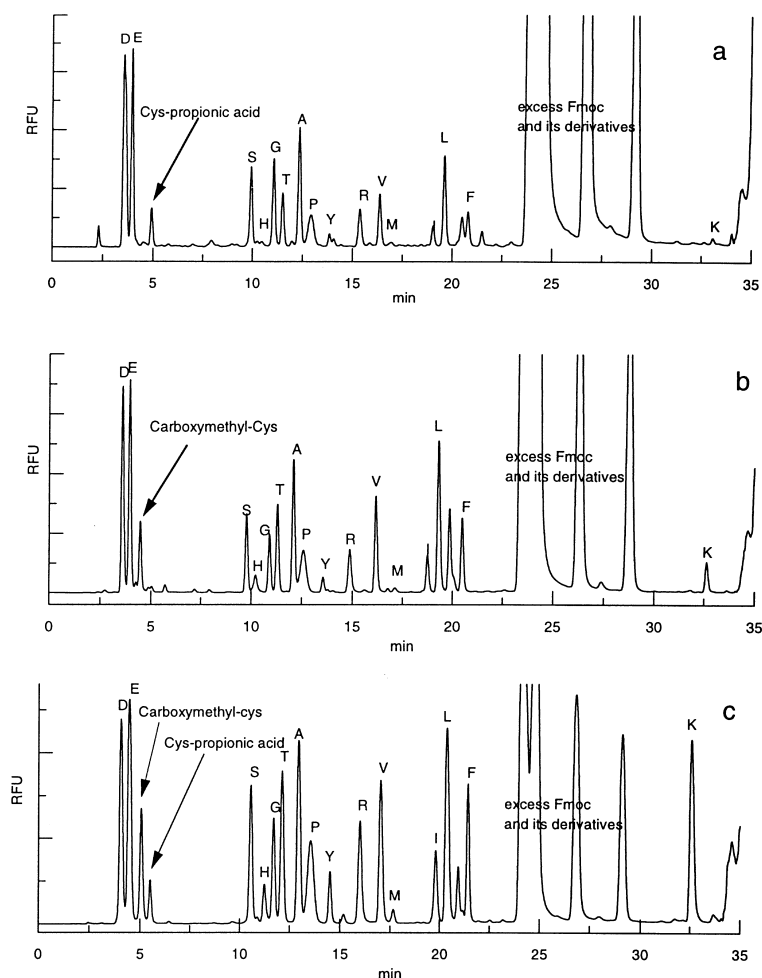 a
D E
Cys-propionic acid
RFU
S
H
G
T
A
P
Y
R
V
M
L
F
excess Fmoc
and its derivatives
K
0 5 10 15 20 25 30 35
min
b
D E
Carboxymethyl-Cys
RFU
S
H
G
T
A
P
Y
R
V
M
L
F
excess Fmoc
and its derivatives
K
0 5 10 15 20 25 30 35
min
c
D E
Carboxymethyl-cys
Cys-propionic acid
RFU
S
H
G
T
A
P
Y
R
V
M
I
L
F
excess Fmoc
and its derivatives
K
0 5 10 15 20 25 30 35
min